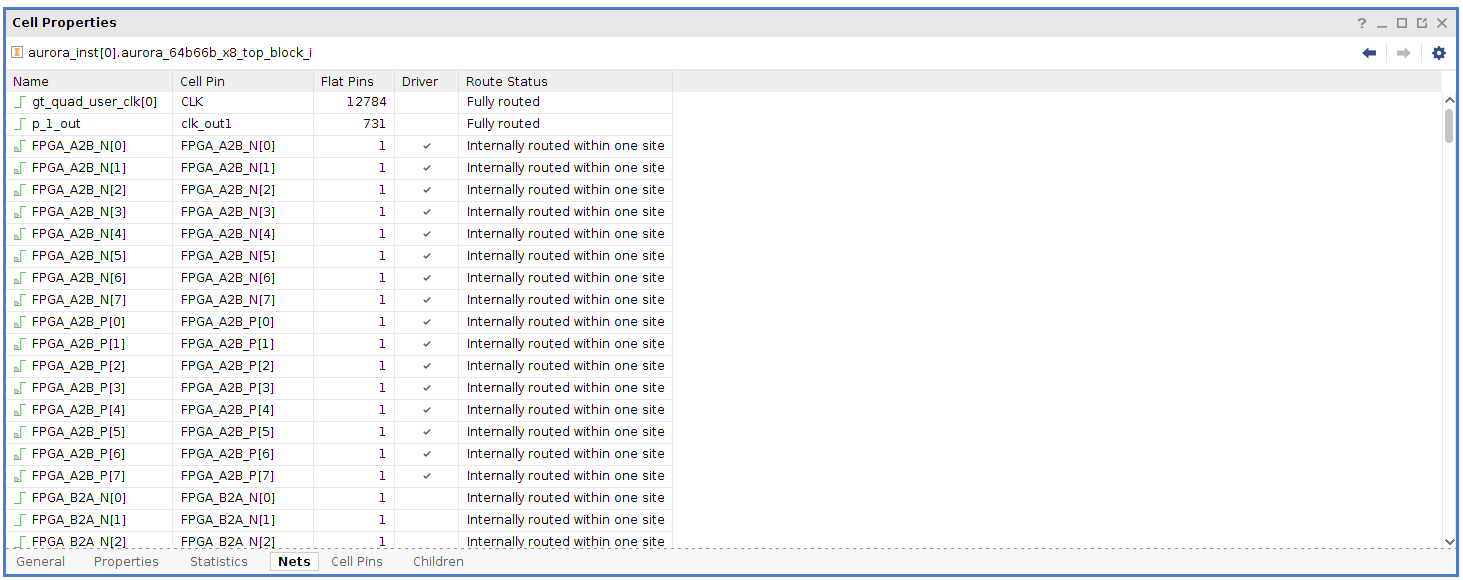 Cell Properties
aurora_inst[0].aurora_64b66b_x8_top_block_i
Name Cell Pin Flat Pins Driver Route Status
gt_quad_user_clk[0] CLK 12784 Fully routed
p_1_out clk_out1 731 Fully routed
FPGA_A2B_N[0] FPGA_A2B_N[0] 1 Internally routed within one site
FPGA_A2B_N[1] FPGA_A2B_N[1] 1 Internally routed within one site
FPGA_A2B_N[2] FPGA_A2B_N[2] 1 Internally routed within one site
FPGA_A2B_N[3] FPGA_A2B_N[3] 1 Internally routed within one site
FPGA_A2B_N[4] FPGA_A2B_N[4] 1 Internally routed within one site
FPGA_A2B_N[5] FPGA_A2B_N[5] 1 Internally routed within one site
FPGA_A2B_N[6] FPGA_A2B_N[6] 1 Internally routed within one site
FPGA_A2B_N[7] FPGA_A2B_N[7] 1 Internally routed within one site
FPGA_A2B_P[0] FPGA_A2B_P[0] 1 Internally routed within one site
FPGA_A2B_P[1] FPGA_A2B_P[1] 1 Internally routed within one site
FPGA_A2B_P[2] FPGA_A2B_P[2] 1 Internally routed within one site
FPGA_A2B_P[3] FPGA_A2B_P[3] 1 Internally routed within one site
FPGA_A2B_P[4] FPGA_A2B_P[4] 1 Internally routed within one site
FPGA_A2B_P[5] FPGA_A2B_P[5] 1 Internally routed within one site
FPGA_A2B_P[6] FPGA_A2B_P[6] 1 Internally routed within one site
FPGA_A2B_P[7] FPGA_A2B_P[7] 1 Internally routed within one site
FPGA_B2A_N[0] FPGA_B2A_N[0] 1 Internally routed within one site
FPGA_B2A_N[1] FPGA_B2A_N[1] 1 Internally routed within one site
FPGA_B2A_N[2] FPGA_B2A_N[2] 1 Internally routed within one site
General Properties Statistics Nets Cell Pins Children